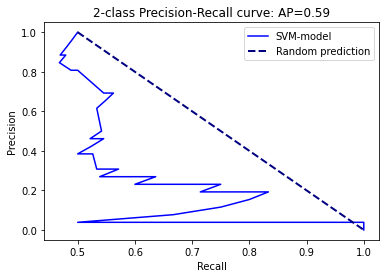 2-class Precision-Recall curve: AP=0.59
SVM-model
Random prediction
Precision
1.0
0.8
0.6
0.4
0.2
0.0
0.5 0.6 0.7 0.8 0.9 1.0
Recall